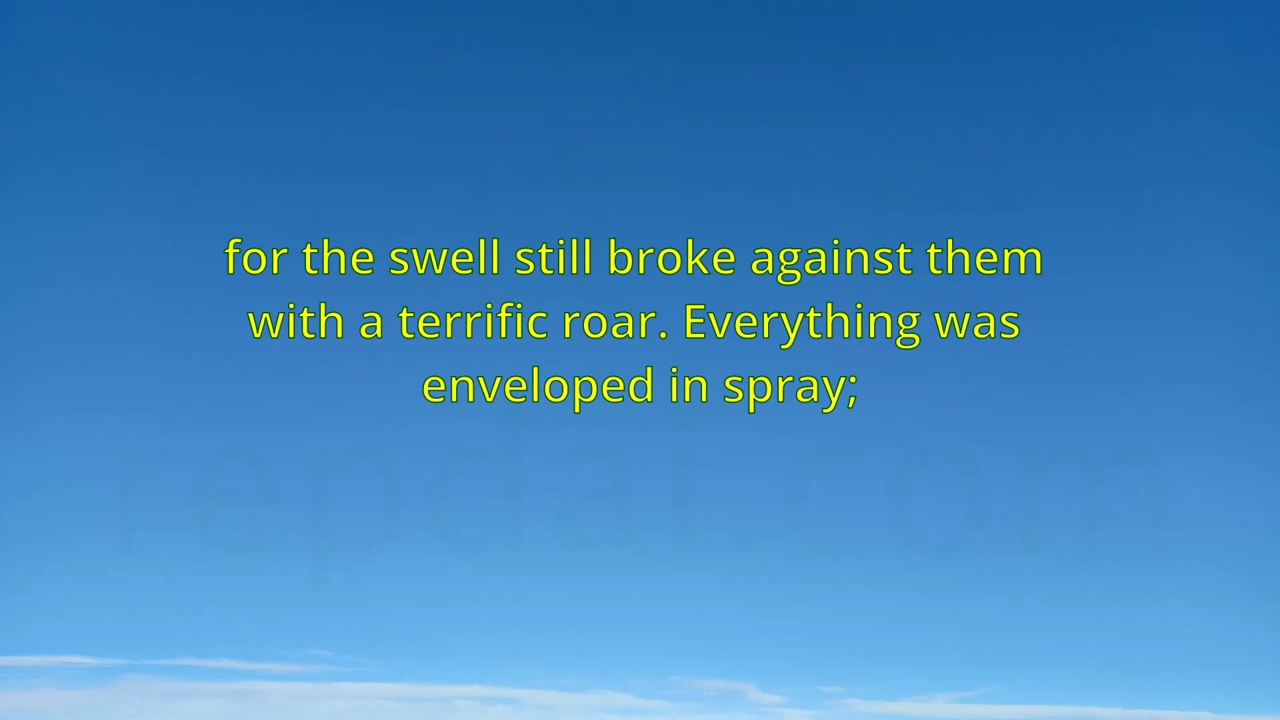 for the swell still broke against them
with a terrific roar. Everything was
enveloped in spray;